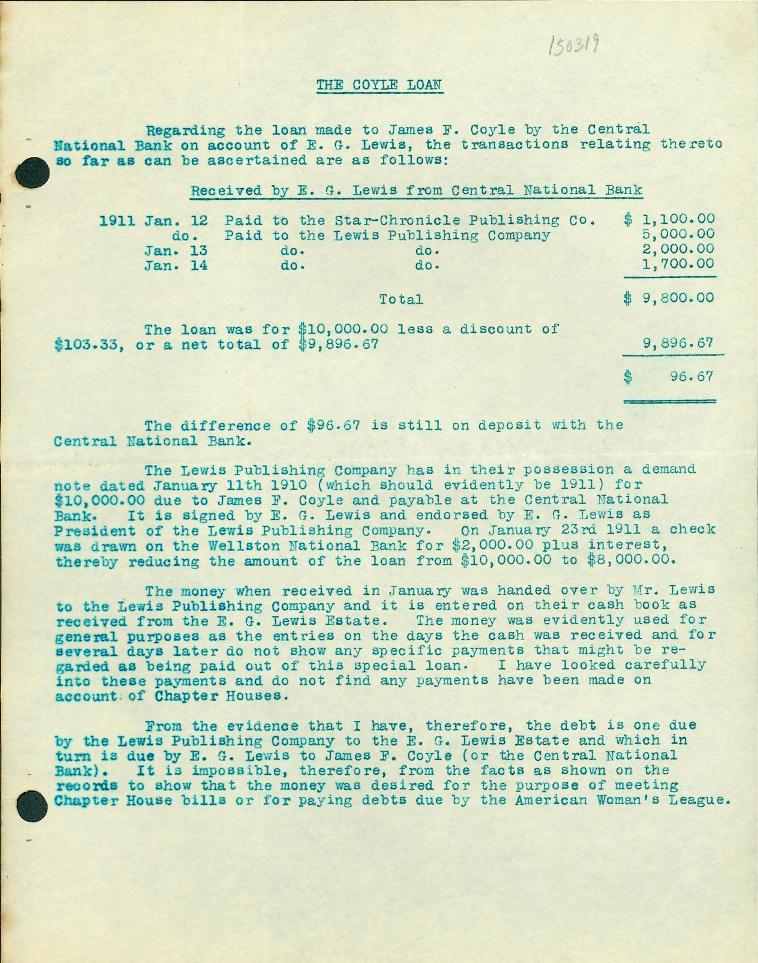 150319
THE COYLE LOAN
Regarding the loan made to James F. Coyle by the Central
National Bank on account of E. G. Lewis, the transactions relating thereto
so far as can be ascertained are as follows:
Received by E. G. Lewis from Central National Bank
1911 Jan. 12 Paid to the Star-Chronicle Publishing Co. $ 1,100.00
do. Paid to the Lewis Publishing Company 5,000.00
Jan. 13 do. do. 2,000.00
Jan. 14 do. do. 1,700.00
Total $ 9,800.00
The loan was for $10,000.00 less a discount of
$103.33, or a net total of $9,896.67 9,896.67
$ 96.67
The difference of $96.67 is still on deposit with the
Central National Bank.
The Lewis Publishing Company has in their possession a demand
note dated January 11th 1910 (which should evidently be 1911) for
$10,000.00 due to James F. Coyle and payable at the Central National
Bank. It is signed by E. G. Lewis and endorsed by E. G. Lewis as
President of the Lewis Publishing Company. On January 23rd 1911 a check
was drawn on the Wellston National Bank for $2,000.00 plus interest,
thereby reducing the amount of the loan from $10,000.00 to $8,000.00.
The money when received in January was handed over by Mr. Lewis
to the Lewis Publishing Company and it is entered on their cash book as
received from the E. G. Lewis Estate. The money was evidently used for
general purposes as the entries on the days the cash was received and for
several days later do not show any specific payments that might be re-
garded as being paid out of this special loan. I have looked carefully
into these payments and do not find any payments have been made on
account of Chapter Houses.
From the evidence that I have, therefore, the debt is one due
by the Lewis Publishing Company to the E. G. Lewis Estate and which in
turn is due by E. G. Lewis to James F. Coyle (or the Central National
Bank). It is impossible, therefore, from the facts as shown on the
records to show that the money was desired for the purpose of meeting
Chapter House bills or for paying debts due by the American Woman's League.